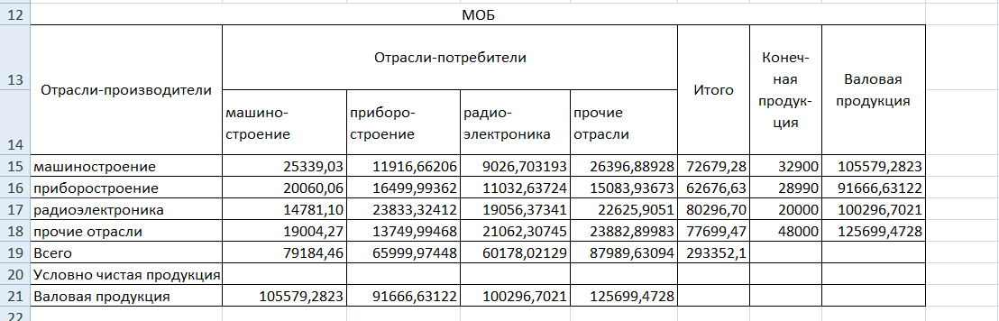 12 МОБ
13 Отрасли-производители Отрасли-потребители Итого Конеч-
ная
продук-
ция Валовая
продукция
14 машино-
строение приборо-
строение радио-
электроника прочие
отрасли
15 машиностроение 25339,03 11916,66206 9026,703193 26396,88928 72679,28 32900 105579,2823
16 приборостроение 20060,06 16499,99362 11032,63724 15083,93673 62676,63 28990 91666,63122
17 радиоэлектроника 14781,10 23833,32412 19056,37341 22625,9051 80296,70 20000 100296,7021
18 прочие отрасли 19004,27 13749,99468 21062,30745 23882,89983 77699,47 48000 125699,4728
19 Всего 79184,46 65999,97448 60178,02129 87989,63094 293352,1
20 Условно чистая продукция
21 Валовая продукция 105579,2823 91666,63122 100296,7021 125699,4728
22